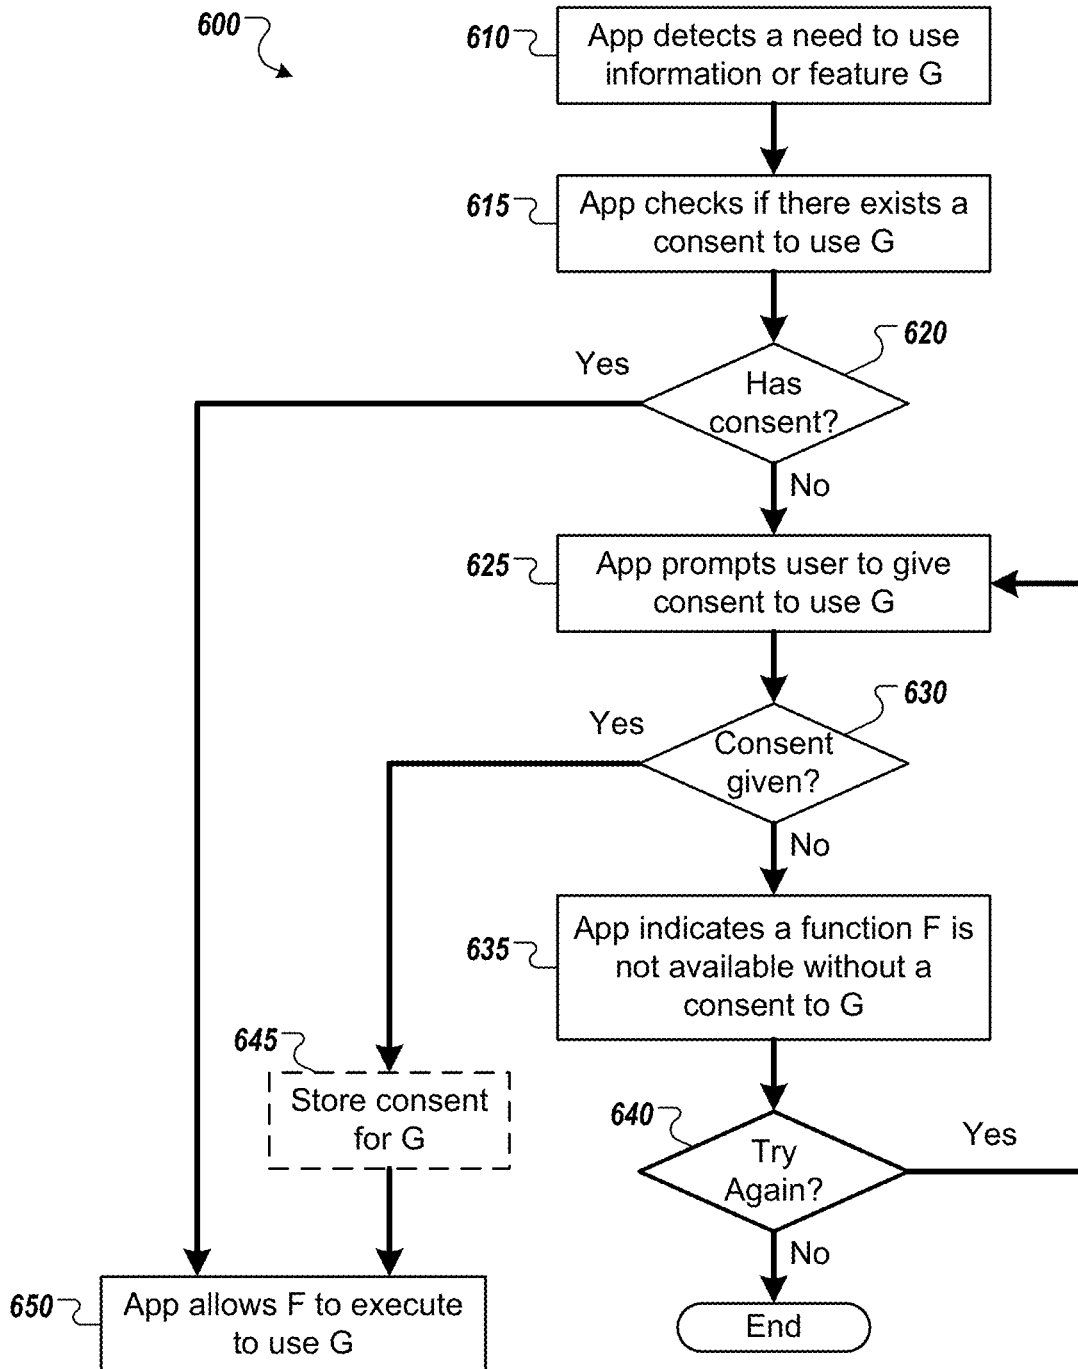 600
610
App detects a need to use
information or feature G
615
App checks if there exists a
consent to use G
620
Yes
Has
consent?
No
625
App prompts user to give
consent to use G
630
Yes
Consent
given?
No
635
App indicates a function F is
not available without a
consent to G
645
Store consent
for G
640
Try
Again?
Yes
No
650
App allows F to execute
to use G
End